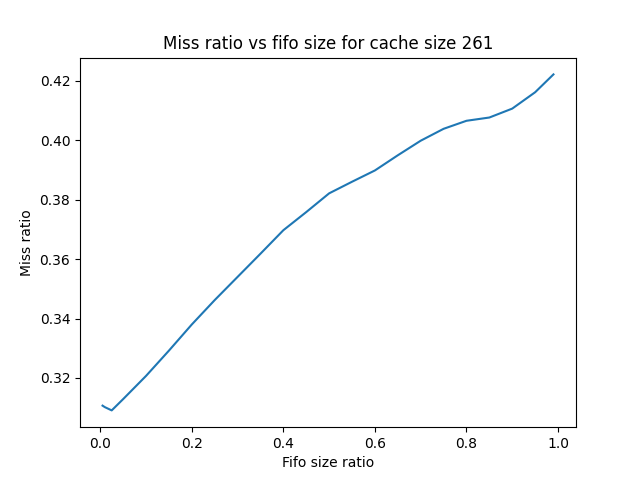 Miss ratio vs fifo size for cache size 261
0.42
0.40
0.38
0.36
0.34
0.32
Miss ratio
0.0 0.2 0.4 0.6 0.8 1.0
Fifo size ratio